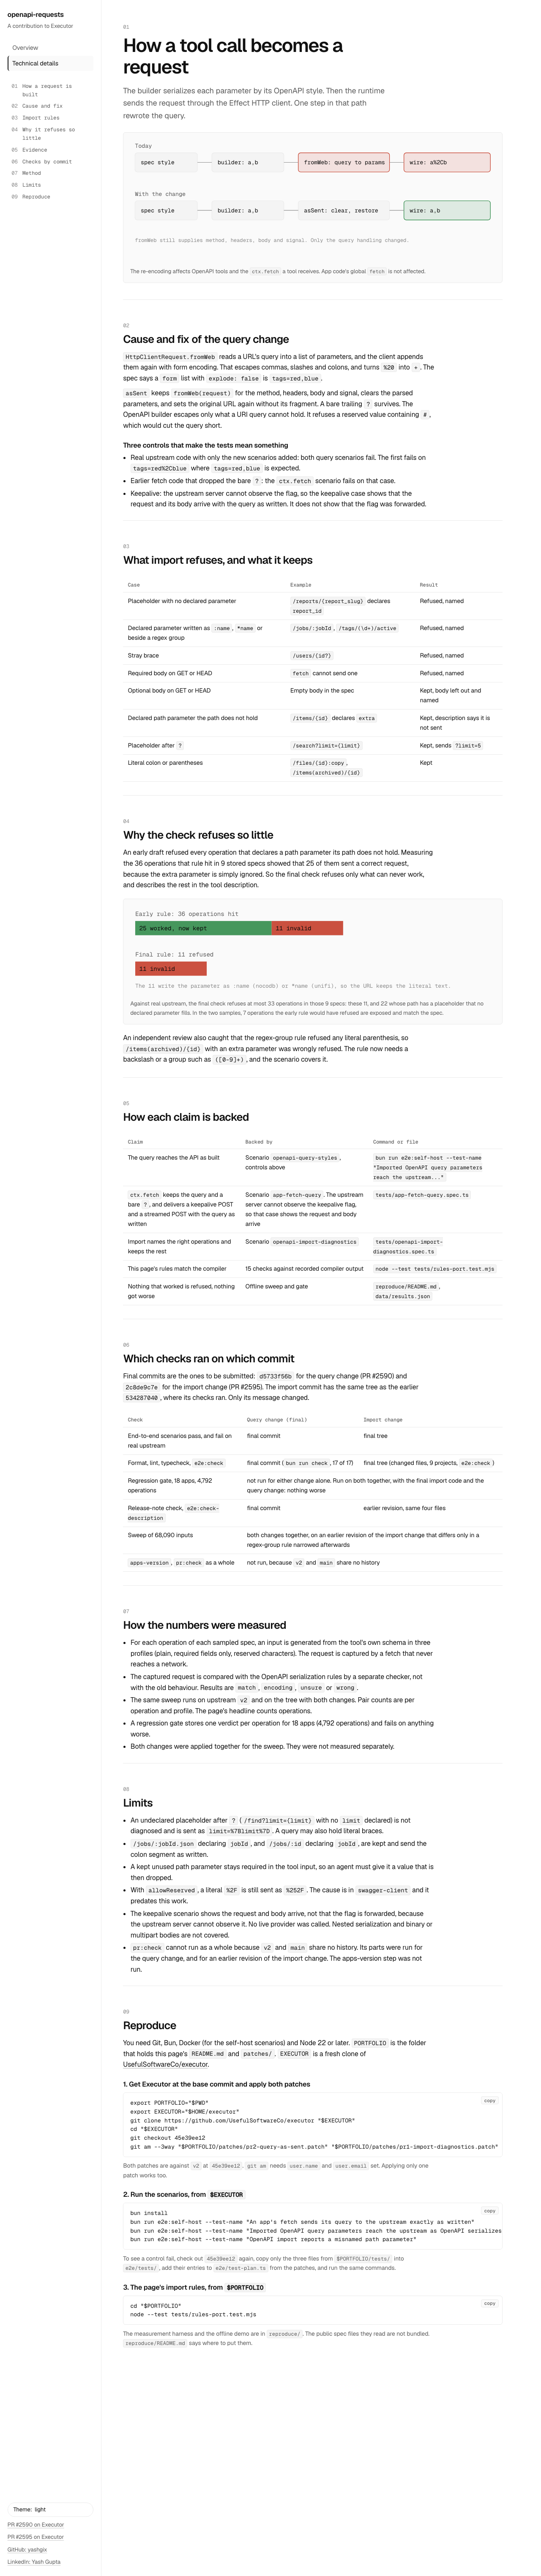 openapi-requests
A contribution to Executor
Overview
Technical details
01 How a request is
built
02 Cause and fix
03 Import rules
04 Why it refuses so
little
05 Evidence
06 Checks by commit
07 Method
08 Limits
09 Reproduce
01
How a tool call becomes a
request
The builder serializes each parameter by its OpenAPI style. Then the runtime
sends the request through the Effect HTTP client. One step in that path
rewrote the query.
Today
spec style
builder: a,b
fromWeb: query to params
wire: a%2Cb
With the change
spec style
builder: a,b
asSent: clear, restore
wire: a,b
fromWeb still supplies method, headers, body and signal. Only the query handling changed.
The re-encoding affects OpenAPI tools and the ctx.fetch a tool receives. App code's global fetch is not affected.
02
Cause and fix of the query change
HttpClientRequest.fromWeb reads a URL's query into a list of parameters, and the client appends
them again with form encoding. That escapes commas, slashes and colons, and turns %20 into +. The
spec says a form list with explode: false is tags=red,blue.
asSent keeps fromWeb(request) for the method, headers, body and signal, clears the parsed
parameters, and sets the original URL again without its fragment. A bare trailing ? survives. The
OpenAPI builder escapes only what a URI query cannot hold. It refuses a reserved value containing #,
which would cut the query short.
Three controls that make the tests mean something
• Real upstream code with only the new scenarios added: both query scenarios fail. The first fails on
tags=red%2Cblue where tags=red,blue is expected.
• Earlier fetch code that dropped the bare ?: the ctx.fetch scenario fails on that case.
• Keepalive: the upstream server cannot observe the flag, so the keepalive case shows that the
request and its body arrive with the query as written. It does not show that the flag was forwarded.
03
What import refuses, and what it keeps
Case Example Result
Placeholder with no declared parameter /reports/{report_slug} declares Refused, named
report_id
Declared parameter written as :name, *name or /jobs/:jobId, /tags/(\d+)/active Refused, named
beside a regex group
Stray brace /users/{id?} Refused, named
Required body on GET or HEAD fetch cannot send one Refused, named
Optional body on GET or HEAD Empty body in the spec Kept, body left out and
named
Declared path parameter the path does not hold /items/{id} declares extra Kept, description says it is
not sent
Placeholder after ? /search?limit={limit} Kept, sends ?limit=5
Literal colon or parentheses /files/{id}:copy, Kept
/items(archived)/{id}
04
Why the check refuses so little
An early draft refused every operation that declares a path parameter its path does not hold. Measuring
the 36 operations that rule hit in 9 stored specs showed that 25 of them sent a correct request,
because the extra parameter is simply ignored. So the final check refuses only what can never work,
and describes the rest in the tool description.
Early rule: 36 operations hit
25 worked, now kept
11 invalid
Final rule: 11 refused
11 invalid
The 11 write the parameter as :name (nocodb) or *name (unifi), so the URL keeps the literal text.
Against real upstream, the final check refuses at most 33 operations in those 9 specs: these 11, and 22 whose path has a placeholder that no
declared parameter fills. In the two samples, 7 operations the early rule would have refused are exposed and match the spec.
An independent review also caught that the regex-group rule refused any literal parenthesis, so
/items(archived)/{id} with an extra parameter was wrongly refused. The rule now needs a
backslash or a group such as ([0-9]+), and the scenario covers it.
05
How each claim is backed
Claim Backed by Command or file
The query reaches the API as built Scenario openapi-query-styles, bun run e2e:self-host --test-name
controls above "Imported OpenAPI query parameters
reach the upstream..."
ctx.fetch keeps the query and a Scenario app-fetch-query. The upstream tests/app-fetch-query.spec.ts
bare ?, and delivers a keepalive POST server cannot observe the keepalive flag,
and a streamed POST with the query as so that case shows the request and body
written arrive
Import names the right operations and Scenario openapi-import-diagnostics tests/openapi-import-
keeps the rest diagnostics.spec.ts
This page's rules match the compiler 15 checks against recorded compiler output node --test tests/rules-port.test.mjs
Nothing that worked is refused, nothing Offline sweep and gate reproduce/README.md,
got worse data/results.json
06
Which checks ran on which commit
Final commits are the ones to be submitted: d5733f56b for the query change (PR #2590) and
2c8de9c7e for the import change (PR #2595). The import commit has the same tree as the earlier
534287040, where its checks ran. Only its message changed.
Check Query change (final) Import change
End-to-end scenarios pass, and fail on final commit final tree
real upstream
Format, lint, typecheck, e2e:check final commit (bun run check, 17 of 17) final tree (changed files, 9 projects, e2e:check)
Regression gate, 18 apps, 4,792 not run for either change alone. Run on both together, with the final import code and the
operations query change: nothing worse
Release-note check, e2e:check- final commit earlier revision, same four files
description
Sweep of 68,090 inputs both changes together, on an earlier revision of the import change that differs only in a
regex-group rule narrowed afterwards
apps-version, pr:check as a whole not run, because v2 and main share no history
07
How the numbers were measured
• For each operation of each sampled spec, an input is generated from the tool's own schema in three
profiles (plain, required fields only, reserved characters). The request is captured by a fetch that never
reaches a network.
• The captured request is compared with the OpenAPI serialization rules by a separate checker, not
with the old behaviour. Results are match, encoding, unsure or wrong.
• The same sweep runs on upstream v2 and on the tree with both changes. Pair counts are per
operation and profile. The page's headline counts operations.
• A regression gate stores one verdict per operation for 18 apps (4,792 operations) and fails on anything
worse.
• Both changes were applied together for the sweep. They were not measured separately.
08
Limits
• An undeclared placeholder after ? (/find?limit={limit} with no limit declared) is not
diagnosed and is sent as limit=%7Blimit%7D. A query may also hold literal braces.
• /jobs/:jobId.json declaring jobId, and /jobs/:id declaring jobId, are kept and send the
colon segment as written.
• A kept unused path parameter stays required in the tool input, so an agent must give it a value that is
then dropped.
• With allowReserved, a literal %2F is still sent as %252F. The cause is in swagger-client and it
predates this work.
• The keepalive scenario shows the request and body arrive, not that the flag is forwarded, because
the upstream server cannot observe it. No live provider was called. Nested serialization and binary or
multipart bodies are not covered.
• pr:check cannot run as a whole because v2 and main share no history. Its parts were run for
the query change, and for an earlier revision of the import change. The apps-version step was not
run.
09
Reproduce
You need Git, Bun, Docker (for the self-host scenarios) and Node 22 or later. PORTFOLIO is the folder
that holds this page's README.md and patches/. EXECUTOR is a fresh clone of
UsefulSoftwareCo/executor.
1. Get Executor at the base commit and apply both patches
copy
export PORTFOLIO="$PWD"
export EXECUTOR="$HOME/executor"
git clone https://github.com/UsefulSoftwareCo/executor "$EXECUTOR"
cd "$EXECUTOR"
git checkout 45e39ee12
git am --3way "$PORTFOLIO/patches/pr2-query-as-sent.patch" "$PORTFOLIO/patches/pr1-import-diagnostics.patch"
Both patches are against v2 at 45e39ee12. git am needs user.name and user.email set. Applying only one
patch works too.
2. Run the scenarios, from $EXECUTOR
copy
bun install
bun run e2e:self-host --test-name "An app's fetch sends its query to the upstream exactly as written"
bun run e2e:self-host --test-name "Imported OpenAPI query parameters reach the upstream as OpenAPI serializes
bun run e2e:self-host --test-name "OpenAPI import reports a misnamed path parameter"
To see a control fail, check out 45e39ee12 again, copy only the three files from $PORTFOLIO/tests/ into
e2e/tests/, add their entries to e2e/test-plan.ts from the patches, and run the same commands.
3. The page's import rules, from $PORTFOLIO
copy
cd "$PORTFOLIO"
node --test tests/rules-port.test.mjs
The measurement harness and the offline demo are in reproduce/. The public spec files they read are not bundled.
reproduce/README.md says where to put them.
Theme: light
PR #2590 on Executor
PR #2595 on Executor
GitHub: yashgix
LinkedIn: Yash Gupta